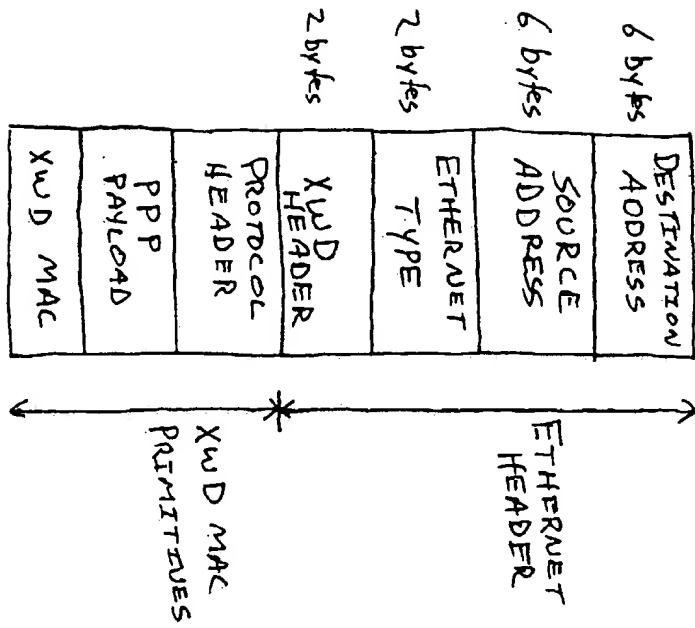 6 bytes
6 bytes
2 bytes
2 bytes
DESTINATION
ADDRESS
SOURCE
ADDRESS
ETHERNET
TYPE
XWD
HEADER
PROTOCOL
HEADER
PPP
PAYLOAD
XWD MAC
ETHERNET
HEADER
XWD MAC
PRIMITIVES